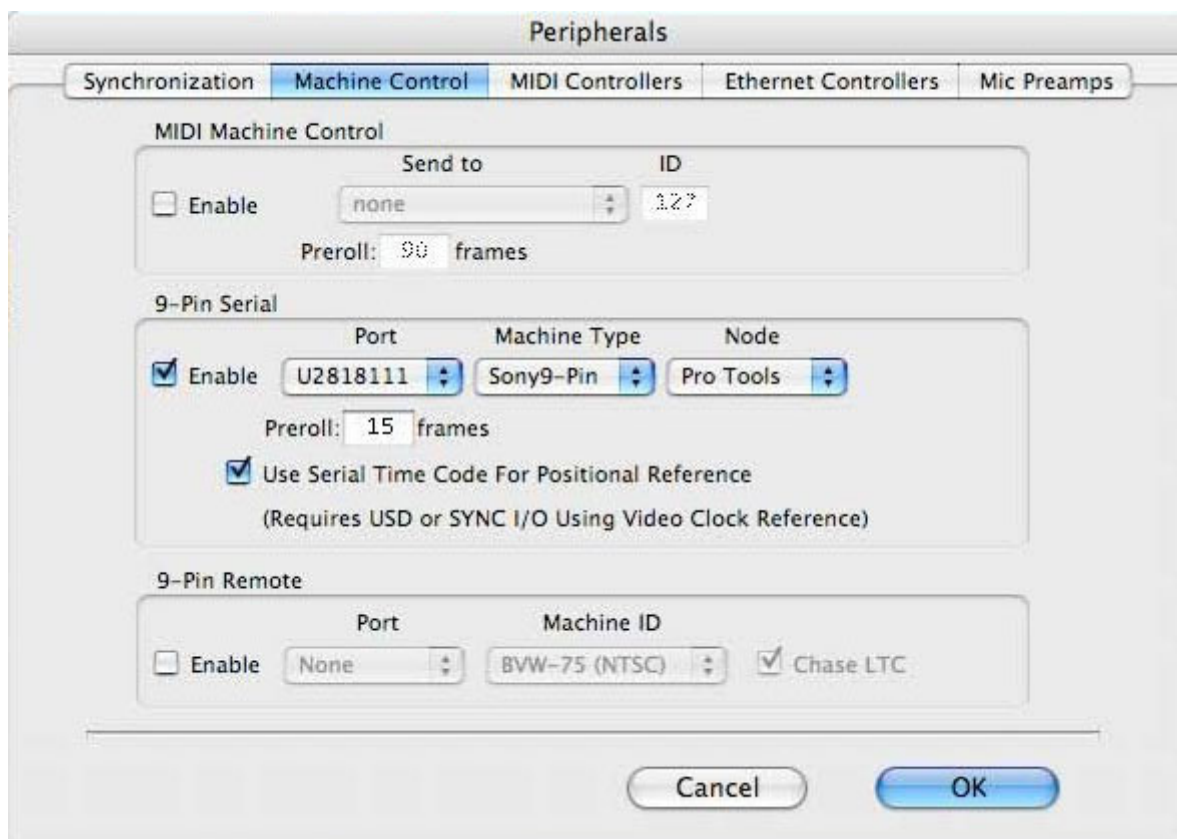 Peripherals
Synchronization Machine Control MIDI Controllers Ethernet Controllers Mic Preamps
MIDI Machine Control
Send to ID
Enable none 127
Preroll: 90 frames
9-Pin Serial
Port Machine Type Node
Enable U2818111 Sony9-Pin Pro Tools
Preroll: 15 frames
Use Serial Time Code For Positional Reference
(Requires USD or SYNC I/O Using Video Clock Reference)
9-Pin Remote
Port Machine ID
Enable None BVW-75 (NTSC) Chase LTC
Cancel OK